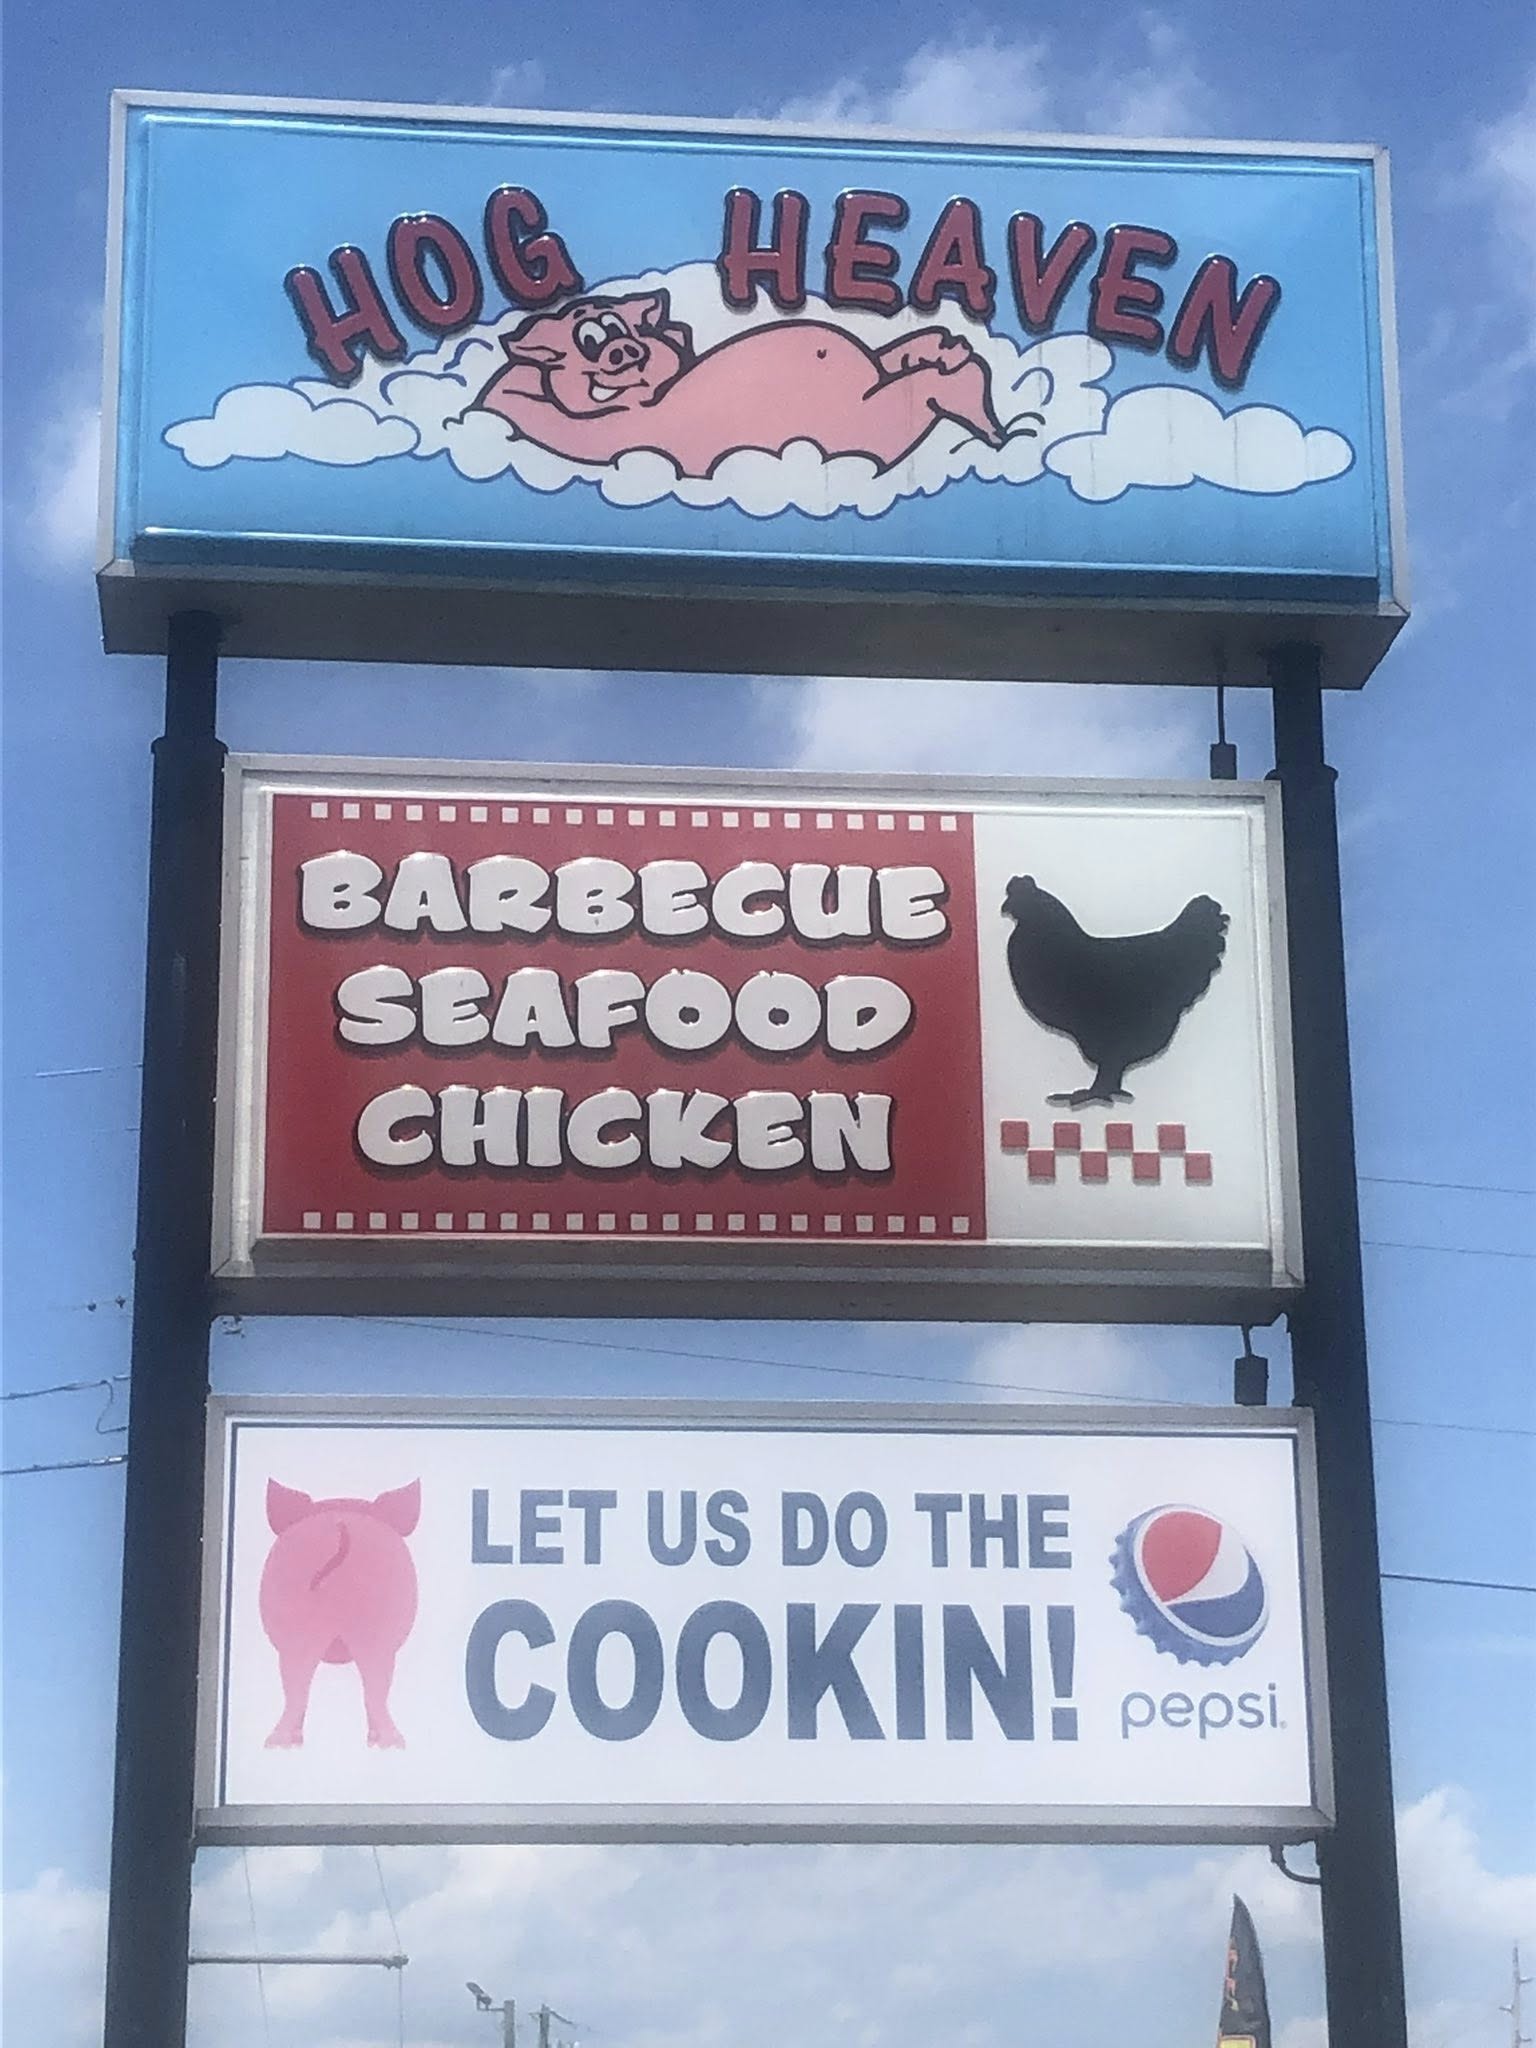 HOG HEAVEN
BARBECUE
SEAFOOD
CHICKEN
LET US DO THE
COOKIN!
pepsi